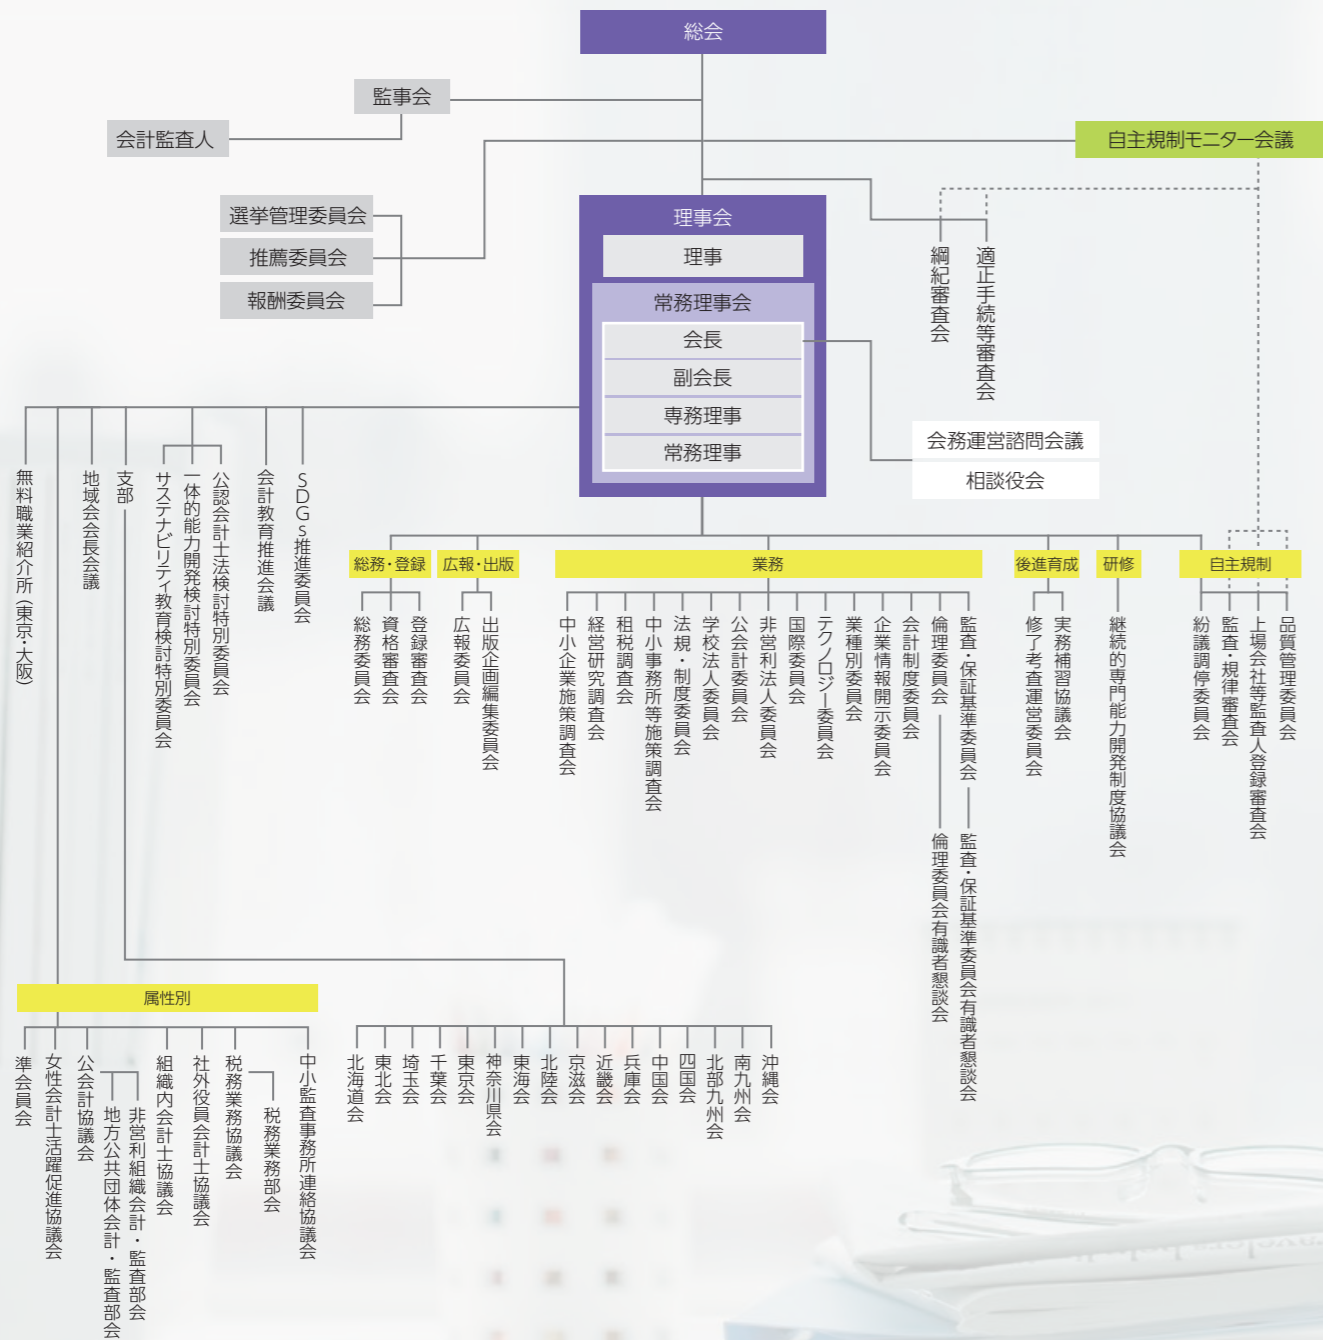 総会
監事会
会計監査人
自主規制モニター会議
選挙管理委員会
推薦委員会
報酬委員会
理事会
理事
常務理事会
会長
副会長
専務理事
常務理事
綱紀審査会
適正手続等審査会
会務運営諮問会議
相談役会
無料職業紹介所（東京・大阪）
地域会会長会議
支部
サステナビリティ教育検討特別委員会
一体的能力開発検討特別委員会
公認会計士法検討特別委員会
会計教育推進会議
SDGs推進委員会
総務・登録
総務委員会
資格審査会
登録審査会
広報・出版
広報委員会
出版企画編集委員会
業務
中小企業施策調査会
経営研究調査会
租税調査会
中小事務所等施策調査会
法規・制度委員会
学校法人委員会
公会計委員会
非営利法人委員会
国際委員会
テクノロジー委員会
業種別委員会
企業情報開示委員会
会計制度委員会
倫理委員会
監査・保証基準委員会
倫理委員会有識者懇談会
監査・保証基準委員会有識者懇談会
後進育成
修了考査運営委員会
実務補習協議会
研修
継続的専門能力開発制度協議会
自主規制
紛議調停委員会
監査・規律審査会
上場会社等監査人登録審査会
品質管理委員会
属性別
準会員会
女性会計士活躍促進協議会
公会計協議会
地方公共団体会計・監査部会
非営利組織会計・監査部会
組織内会計士協議会
社外役員会計士協議会
税務業務協議会
税務業務部会
中小監査事務所連絡協議会
北海道会
東北会
埼玉会
千葉会
東京会
神奈川県会
東海会
北陸会
京滋会
近畿会
兵庫会
中国会
四国会
北部九州会
南九州会
沖縄会